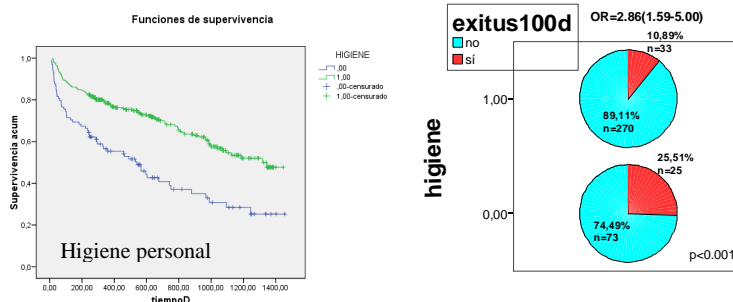 Funciones de supervivencia
HIGIENE
,00
1,00
,00-censurado
1,00-censurado
Supervivencia acum
1,0
0,8
0,6
0,4
0,2
0,0
Higiene personal
0,00 200,00 400,00 600,00 800,00 1000,00 1200,00 1400,00
tiempoD
exitus100d
no
sí
OR=2.86(1.59-5.00)
higiene
1,00
10,89%
n=33
89,11%
n=270
0,00
25,51%
n=25
74,49%
n=73
p<0.001